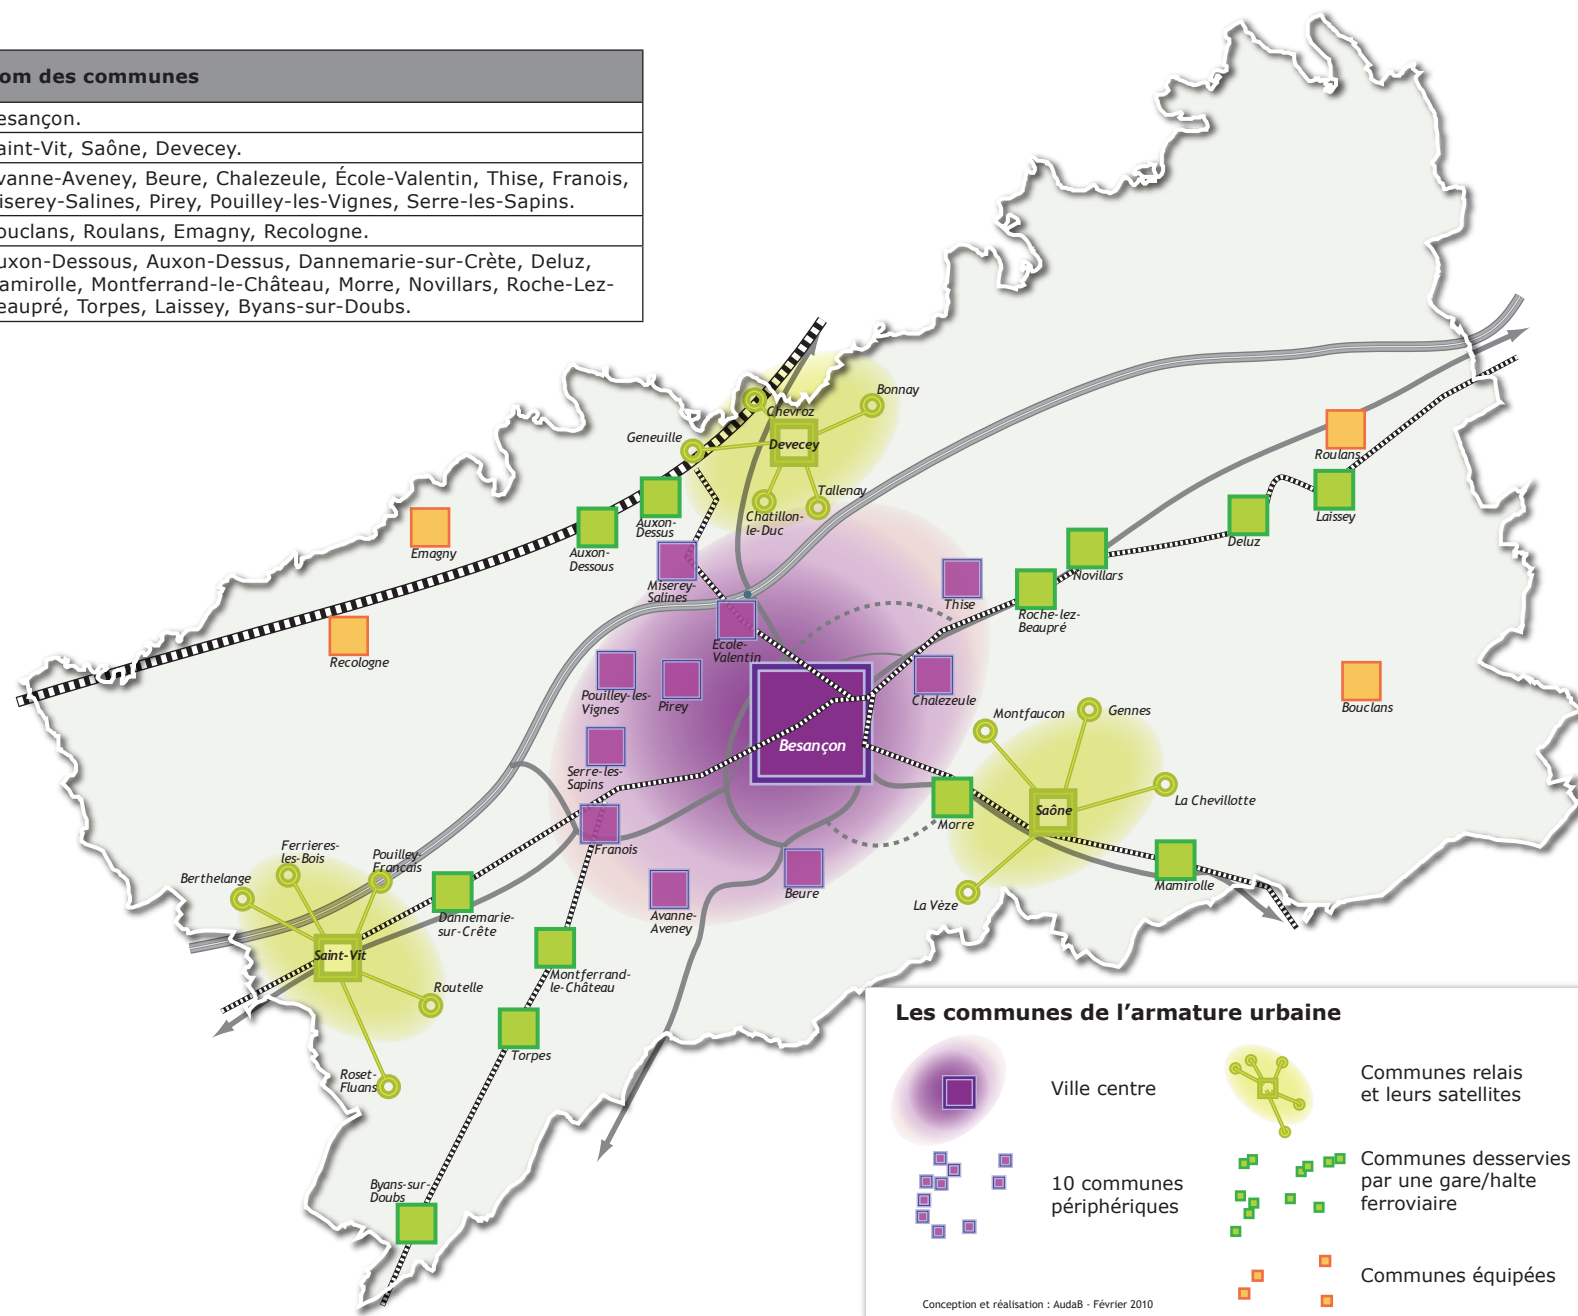 om des communes
esançon.
aint-Vit, Saône, Devecey.
vanne-Aveney, Beure, Chalezeule, École-Valentin, Thise, Franois,
iserey-Salines, Pirey, Pouilley-les-Vignes, Serre-les-Sapins.
ouclans, Roulans, Emagny, Recologne.
uxon-Dessous, Auxon-Dessus, Dannemarie-sur-Crète, Deluz,
amirolle, Montferrand-le-Château, Morre, Novillars, Roche-Lez-
eaupré, Torpes, Laissey, Byans-sur-Doubs.
Bonnay
Chevroz
Geneuille
Devecey
Tallenay
Chatillon-
le-Duc
Auxon-
Dessus
Auxon-
Dessous
Emagny
Recologne
Miserey-
Salines
Ecole-
Valentin
Pouilley-les-
Vignes
Pirey
Serre-les-
Sapins
Besançon
Thise
Chalezeule
Roche-lez-
Beaupré
Novillars
Deluz
Laissey
Roulans
Bouclans
Montfaucon
Gennes
La Chevillotte
Saône
Morre
Mamirolle
La Vèze
Franois
Beure
Avanne-
Aveney
Ferrieres-
les-Bois
Pouilley-
Francais
Berthelange
Dannemarie-
sur-Crête
Saint-Vit
Routelle
Montferrand-
le-Château
Torpes
Roset-
Fluans
Byans-sur-
Doubs
Les communes de l’armature urbaine
Ville centre
Communes relais
et leurs satellites
10 communes
périphériques
Communes desservies
par une gare/halte
ferroviaire
Communes équipées
Conception et réalisation : AudaB - Février 2010